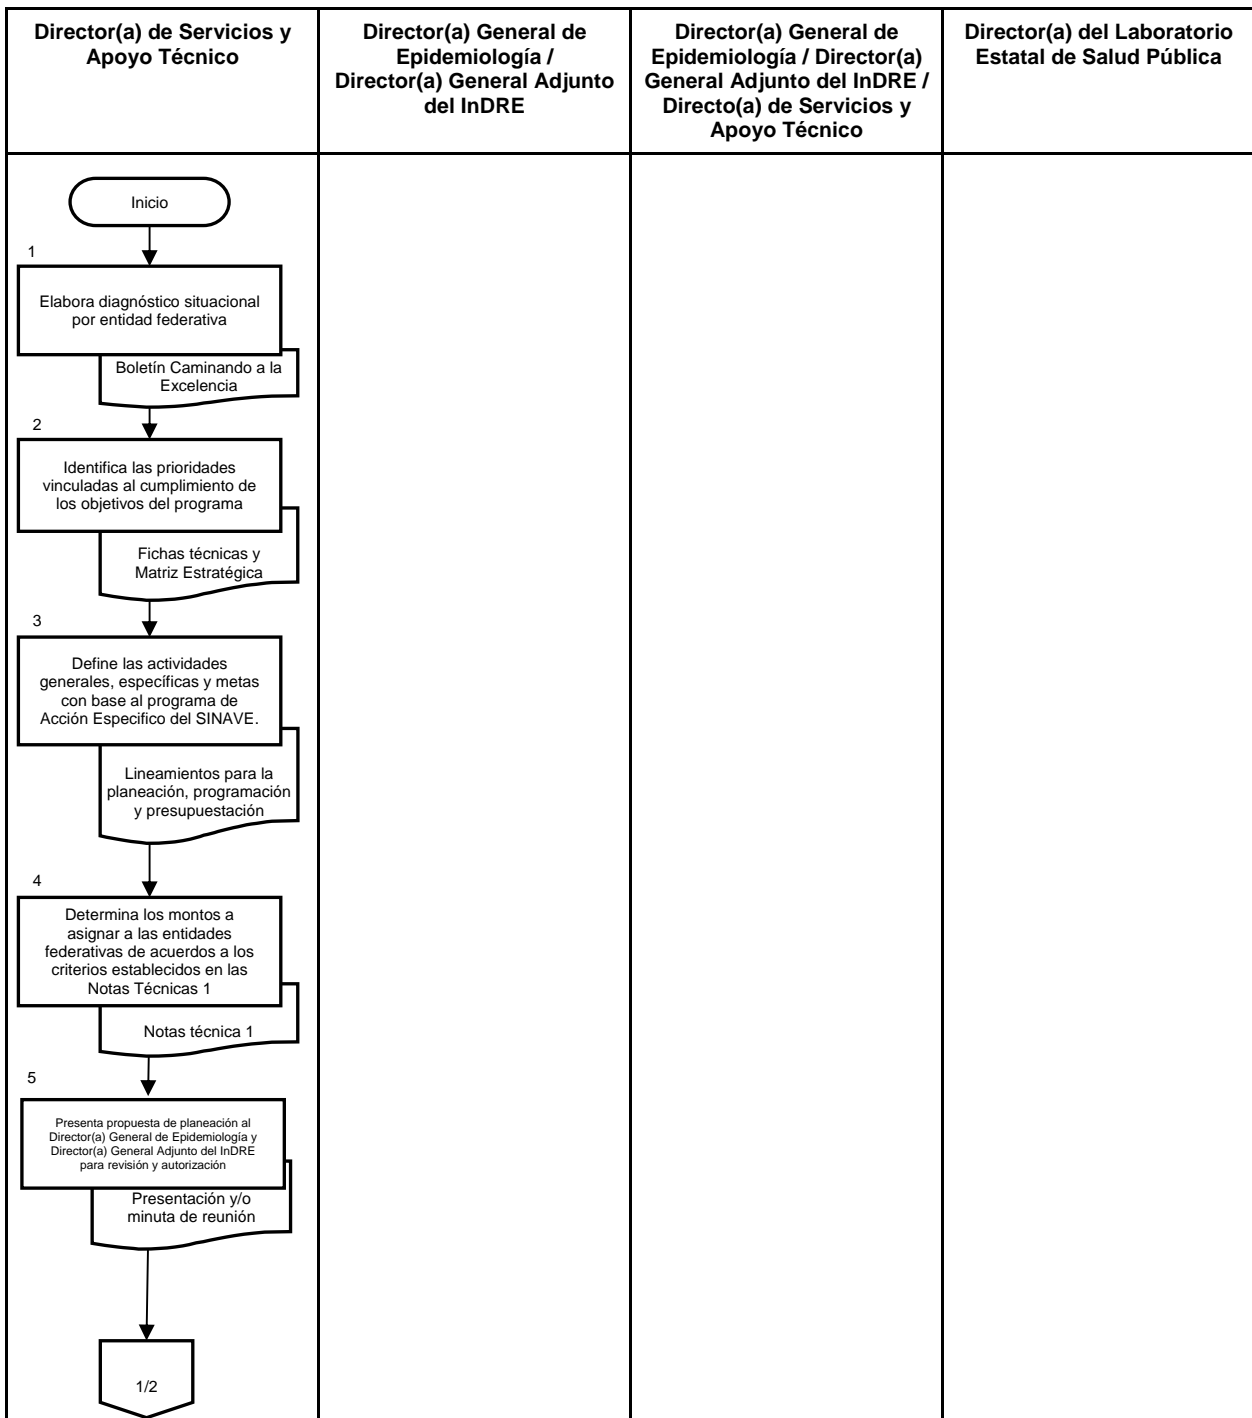 Director(a) de Servicios y
Apoyo Técnico
Director(a) General de
Epidemiología /
Director(a) General Adjunto
del InDRE
Director(a) General de
Epidemiología / Director(a)
General Adjunto del InDRE /
Directo(a) de Servicios y
Apoyo Técnico
Director(a) del Laboratorio
Estatal de Salud Pública
Inicio
1
Elabora diagnóstico situacional
por entidad federativa
Boletín Caminando a la
Excelencia
2
Identifica las prioridades
vinculadas al cumplimiento de
los objetivos del programa
Fichas técnicas y
Matriz Estratégica
3
Define las actividades
generales, específicas y metas
con base al programa de
Acción Especifico del SINAVE.
Lineamientos para la
planeación, programación
y presupuestación
4
Determina los montos a
asignar a las entidades
federativas de acuerdos a los
criterios establecidos en las
Notas Técnicas 1
Notas técnica 1
5
Presenta propuesta de planeación al
Director(a) General de Epidemiología y
Director(a) General Adjunto del InDRE
para revisión y autorización
Presentación y/o
minuta de reunión
1/2